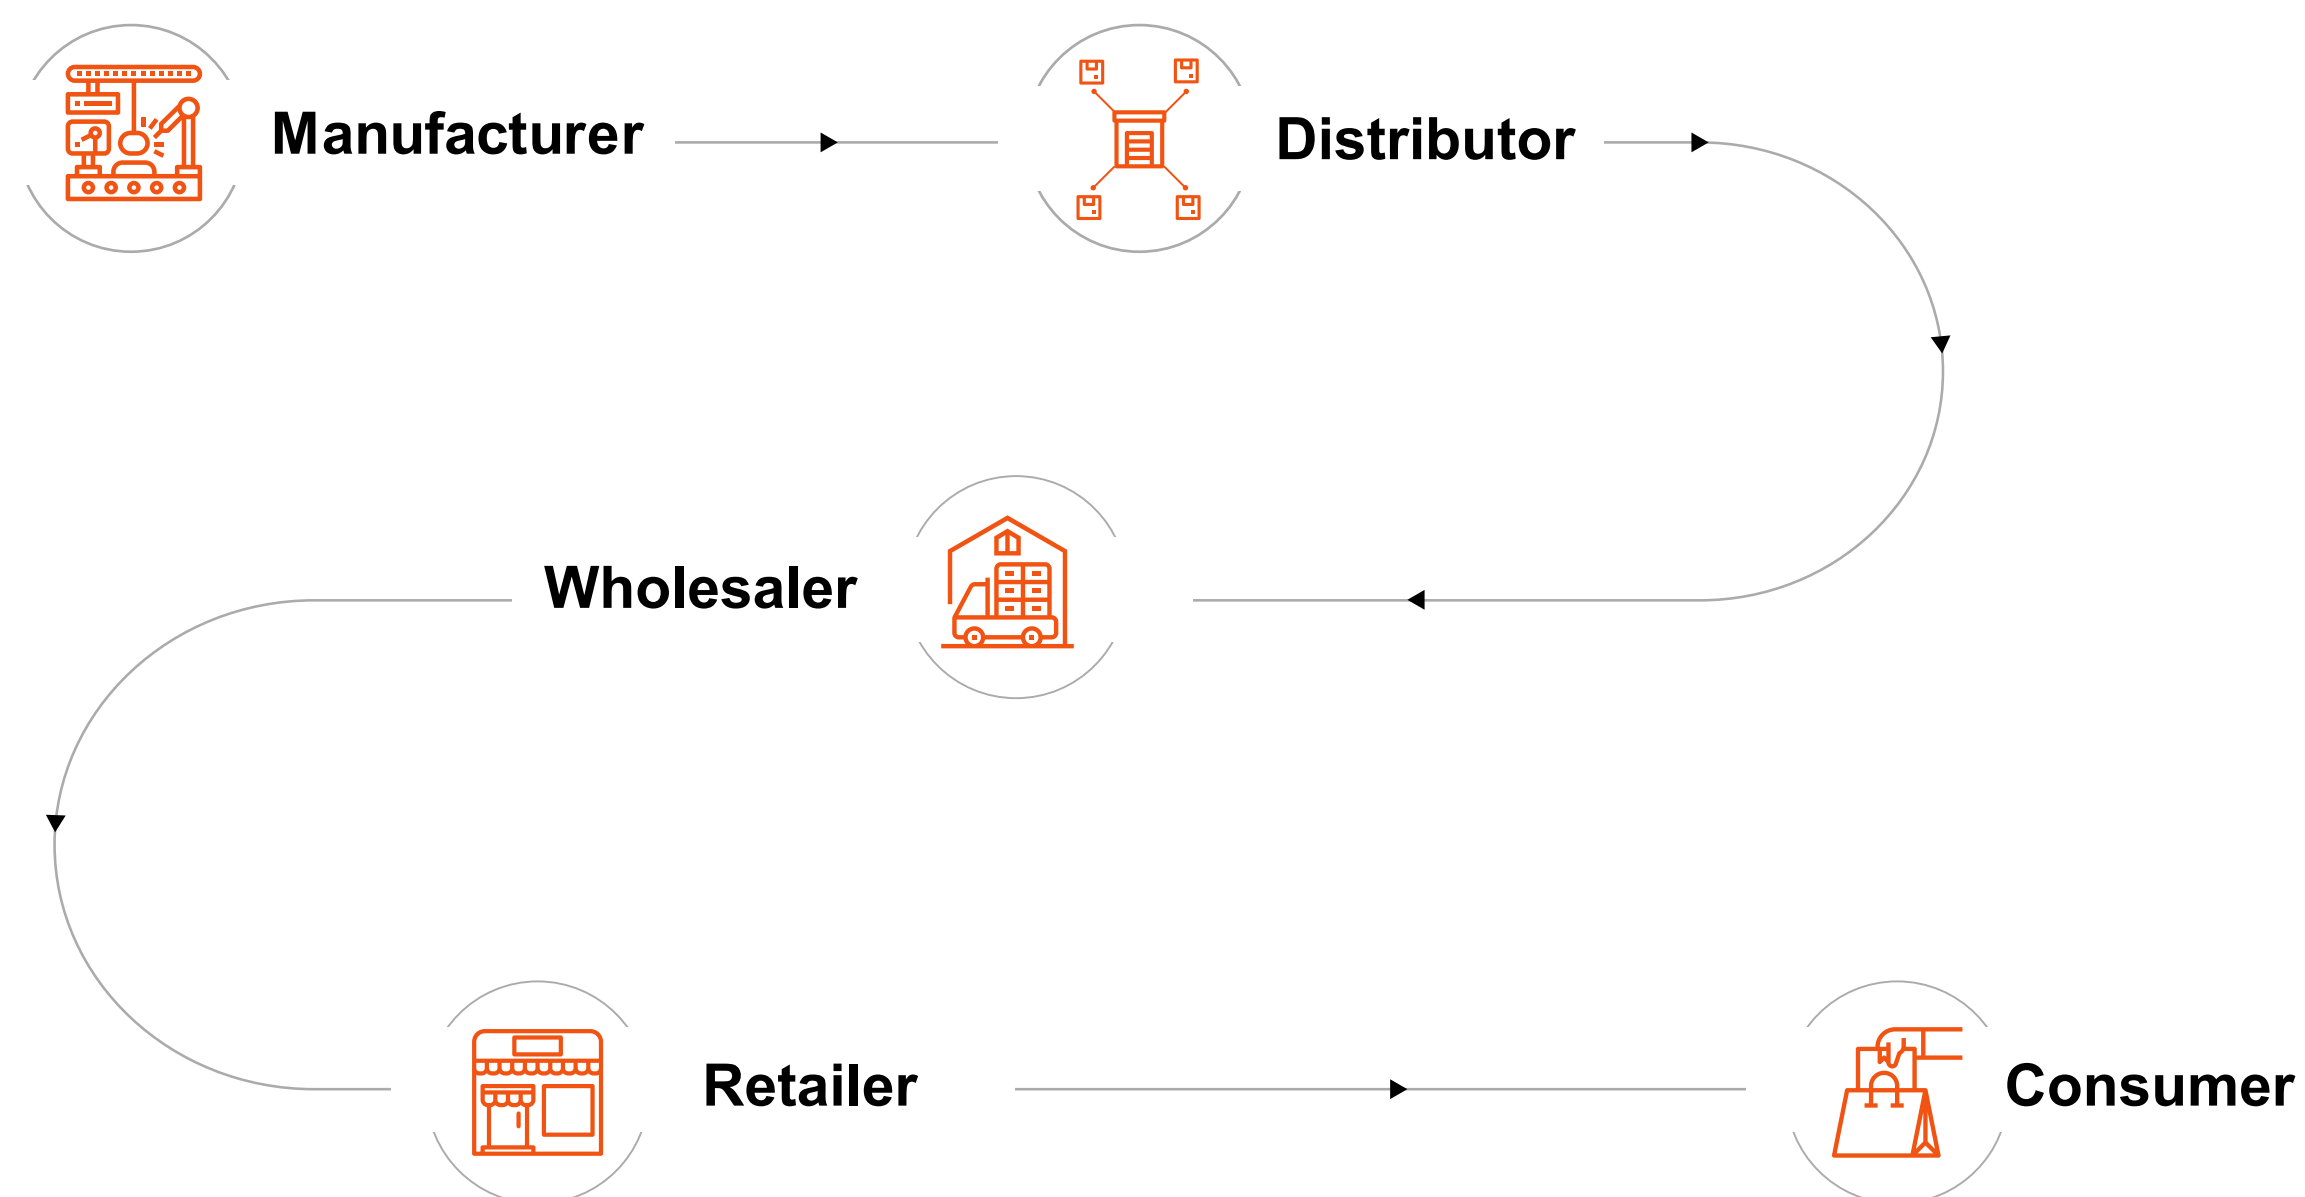 Manufacturer
Distributor
Wholesaler
Retailer
Consumer